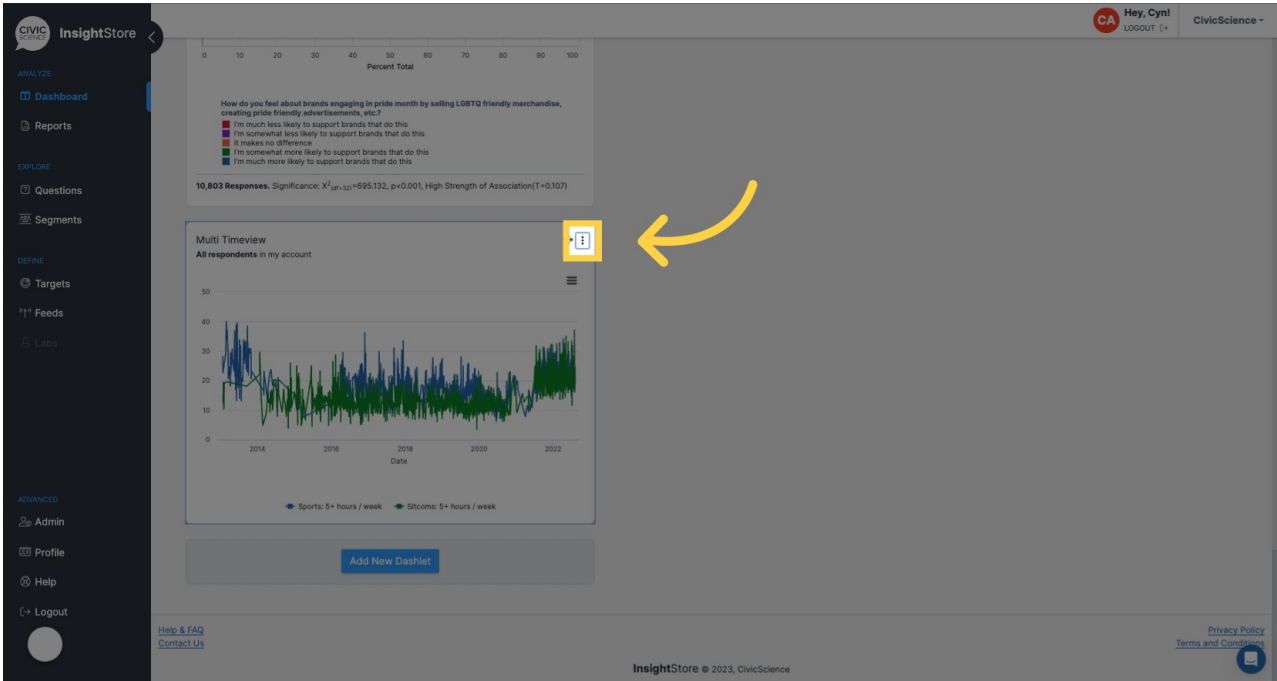 CIVIC
SCIENCE
InsightStore
Hey, Cyn!
CA
LOGOUT
CivicScience
ANALYZE
Dashboard
Reports
EXPLORE
Questions
Segments
DEFINE
Targets
Feeds
Labs
ADVANCED
Admin
Profile
Help
Logout
0 10 20 30 40 50 60 70 80 90 100
Percent Total
How do you feel about brands engaging in pride month by selling LGBTQ friendly merchandise,
creating pride friendly advertisements, etc.?
I'm much less likely to support brands that do this
I'm somewhat less likely to support brands that do this
It makes no difference
I'm somewhat more likely to support brands that do this
I'm much more likely to support brands that do this
10,803 Responses. Significance: X²(df=32)=695.132, p<0.001, High Strength of Association(T=0.107)
Multi Timeview
All respondents in my account
50
40
30
20
10
0
2014 2016 2018 2020 2022
Date
Sports: 5+ hours / week Sitcoms: 5+ hours / week
Add New Dashlet
Help & FAQ
Contact Us
Privacy Policy
Terms and Conditions
InsightStore © 2023, CivicScience